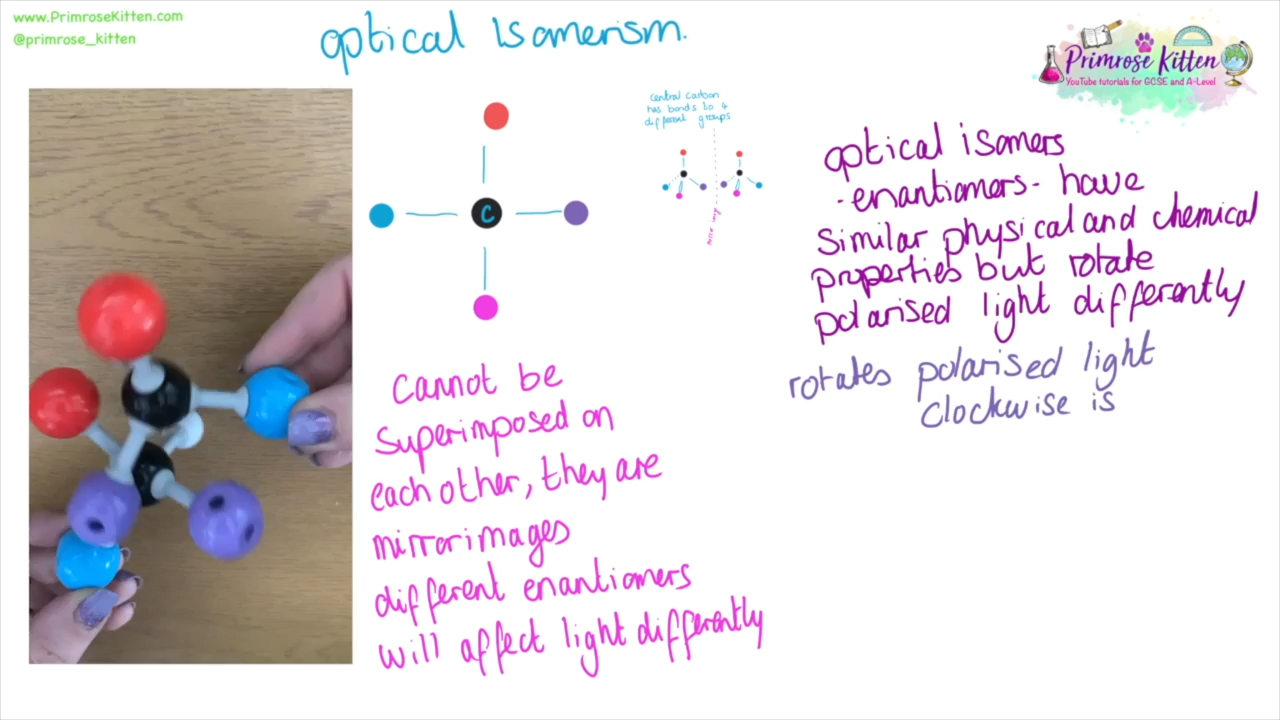 www.PrimroseKitten.com
@primrose_kitten
optical isomerism.
Primrose Kitten
YouTube tutorials for GCSE and A-Level
central carbon
has bonds to 4
different groups
mirror image
C
optical isomers
- enantiomers - have
similar physical and chemical
properties but rotate
polarised light differently
rotates polarised light
clockwise is
cannot be
superimposed on
each other, they are
mirror images
different enantiomers
will affect light differently